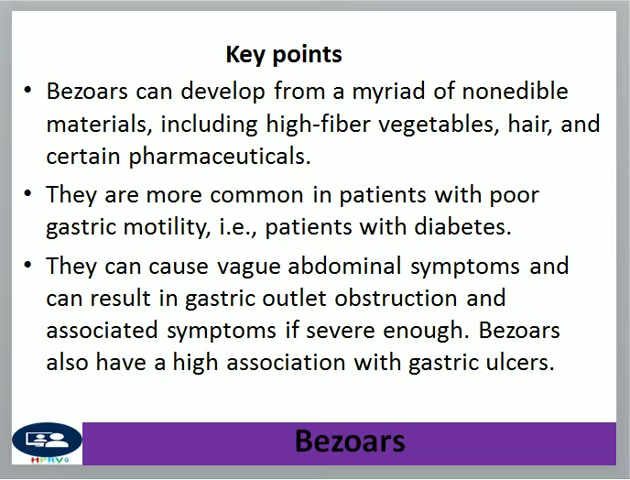 Key points
• Bezoars can develop from a myriad of nonedible
materials, including high-fiber vegetables, hair, and
certain pharmaceuticals.
• They are more common in patients with poor
gastric motility, i.e., patients with diabetes.
• They can cause vague abdominal symptoms and
can result in gastric outlet obstruction and
associated symptoms if severe enough. Bezoars
also have a high association with gastric ulcers.
Bezoars